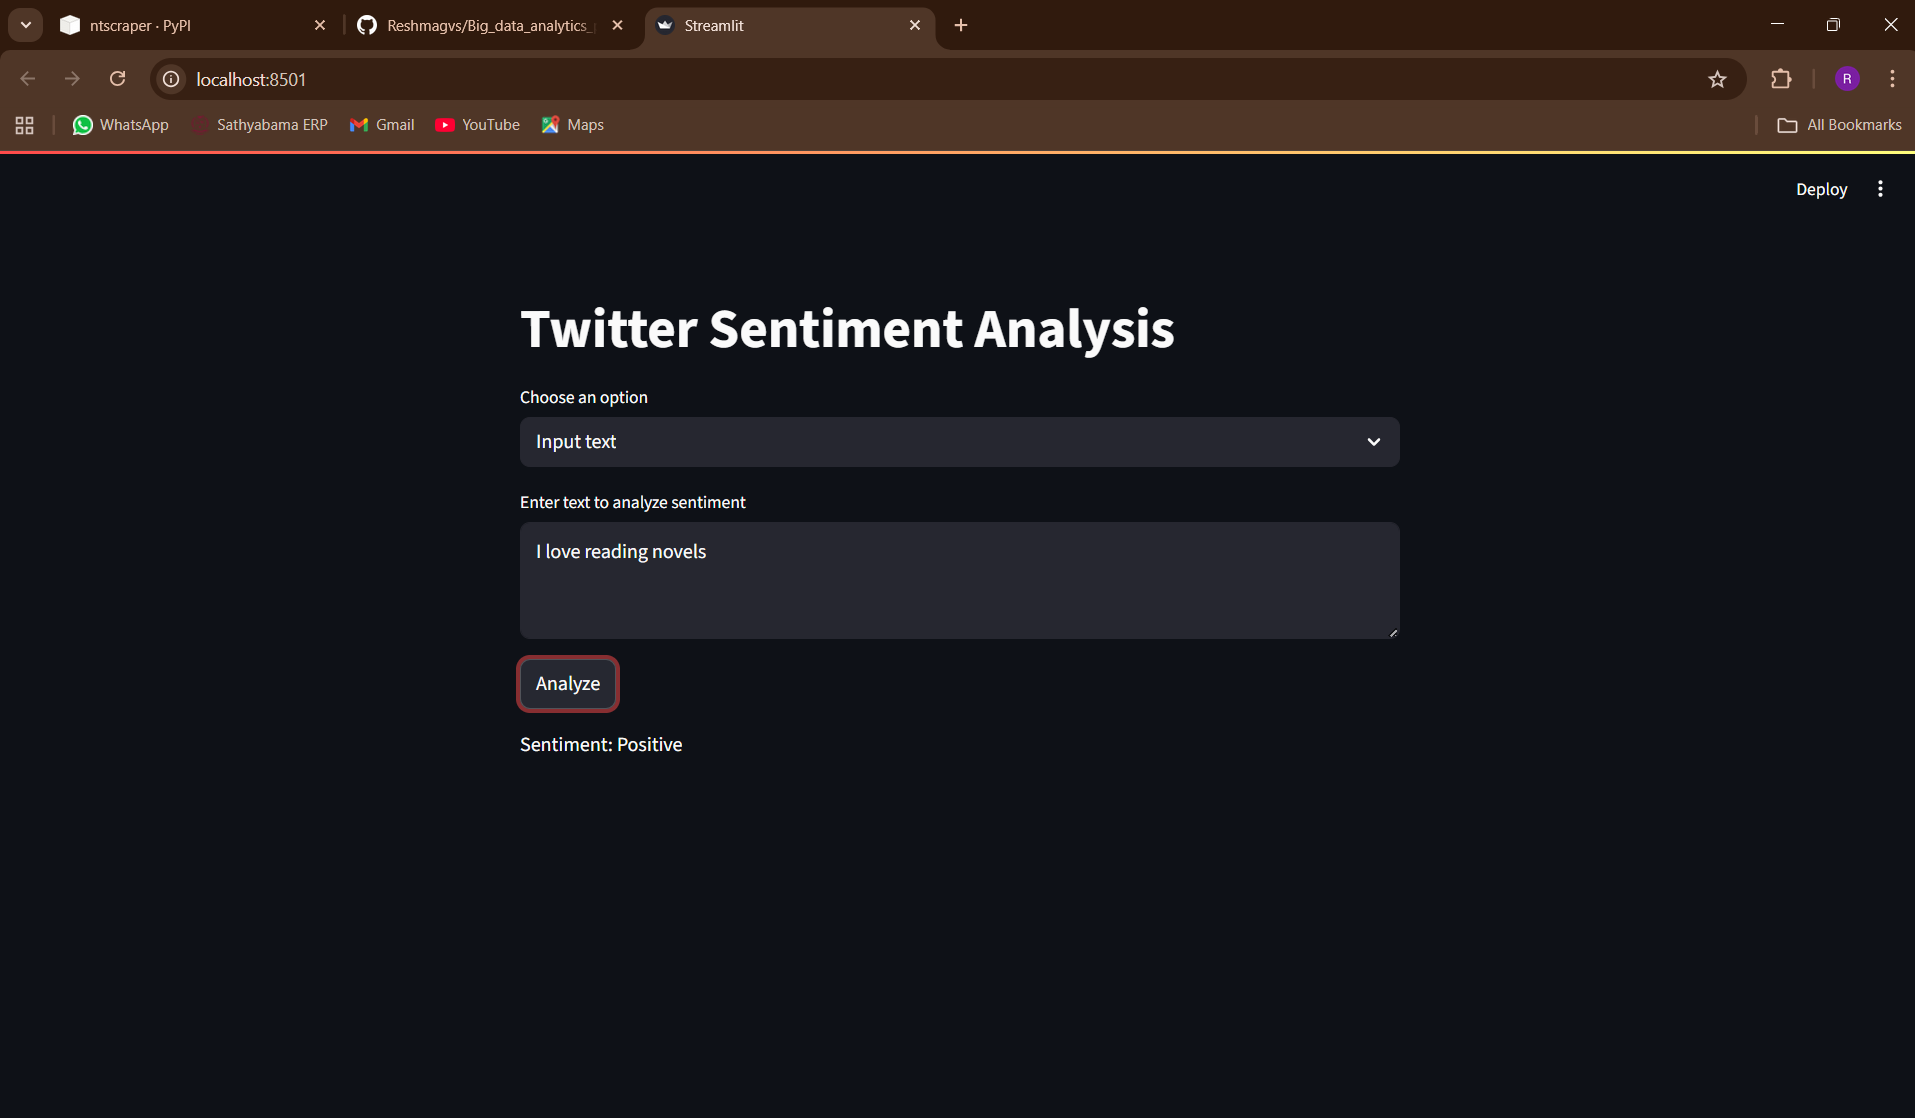 ntscraper · PyPI
Reshmagvs/Big_data_analytics_
Streamlit
localhost:8501
R
WhatsApp
Sathyabama ERP
Gmail
YouTube
Maps
All Bookmarks
Deploy
Twitter Sentiment Analysis
Choose an option
Input text
Enter text to analyze sentiment
I love reading novels
Analyze
Sentiment: Positive